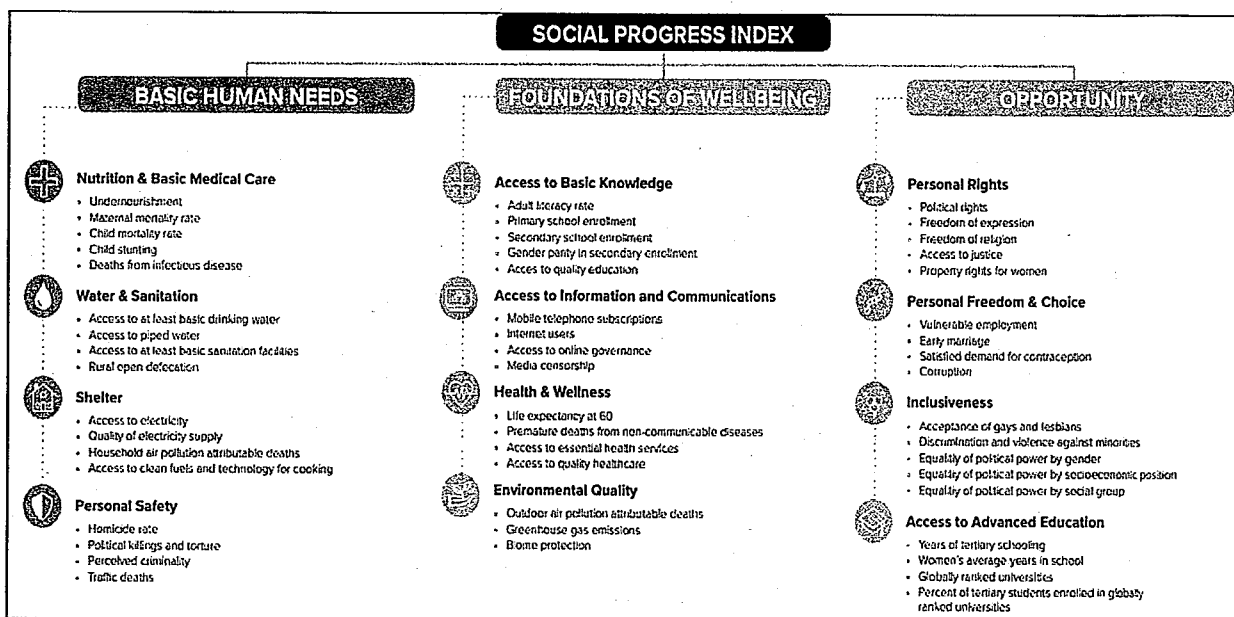 SOCIAL PROGRESS INDEX
BASIC HUMAN NEEDS
Nutrition & Basic Medical Care
• Undernourishment
• Maternal mortality rate
• Child mortality rate
• Child stunting
• Deaths from infectious disease
Water & Sanitation
• Access to at least basic drinking water
• Access to piped water
• Access to at least basic sanitation facilities
• Rural open defecation
Shelter
• Access to electricity
• Quality of electricity supply
• Household air pollution attributable deaths
• Access to clean fuels and technology for cooking
Personal Safety
• Homicide rate
• Political killings and torture
• Perceived criminality
• Traffic deaths
FOUNDATIONS OF WELLBEING
Access to Basic Knowledge
• Adult literacy rate
• Primary school enrollment
• Secondary school enrollment
• Gender parity in secondary enrollment
• Acces to quality education
Access to Information and Communications
• Mobile telephone subscriptions
• Internet users
• Access to online governance
• Media censorship
Health & Wellness
• Life expectancy at 60
• Premature deaths from non-communicable diseases
• Access to essential health services
• Access to quality healthcare
Environmental Quality
• Outdoor air pollution attributable deaths
• Greenhouse gas emissions
• Biome protection
OPPORTUNITY
Personal Rights
• Political rights
• Freedom of expression
• Freedom of religion
• Access to justice
• Property rights for women
Personal Freedom & Choice
• Vulnerable employment
• Early marriage
• Satisfied demand for contraception
• Corruption
Inclusiveness
• Acceptance of gays and lesbians
• Discrimination and violence against minorities
• Equaltiy of political power by gender
• Equaltiy of political power by socioeconomic position
• Equaltiy of political power by social group
Access to Advanced Education
• Years of tertiary schooling
• Women's average years in school
• Globally ranked universities
• Percent of tertiary students enrolled in globally
ranked universities